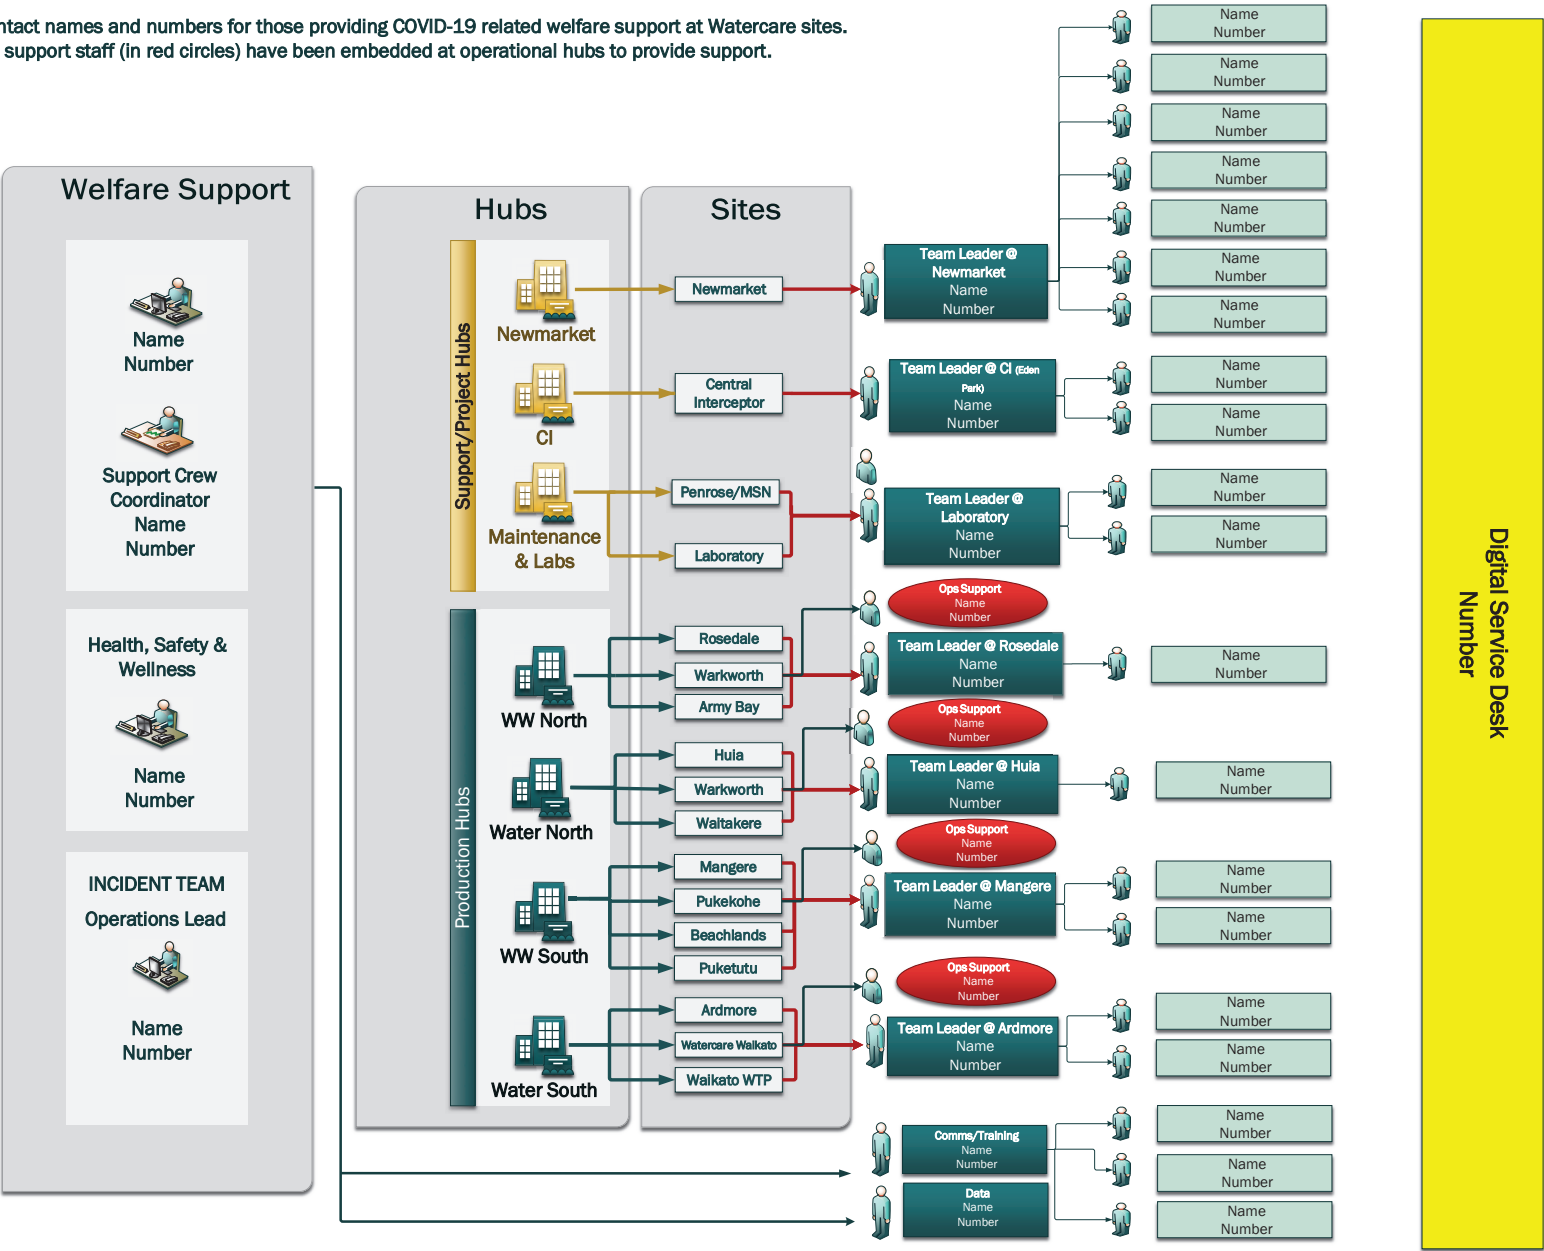 ntact names and numbers for those providing COVID-19 related welfare support at Watercare sites.
support staff (in red circles) have been embedded at operational hubs to provide support.
Welfare Support
Name
Number
Support Crew
Coordinator
Name
Number
Health, Safety &
Wellness
Name
Number
INCIDENT TEAM
Operations Lead
Name
Number
Hubs
Support/Project Hubs
Newmarket
CI
Maintenance
& Labs
Production Hubs
WW North
Water North
WW South
Water South
Sites
Newmarket
Central
Interceptor
Penrose/MSN
Laboratory
Rosedale
Warkworth
Army Bay
Huia
Warkworth
Waitakere
Mangere
Pukekohe
Beachlands
Puketutu
Ardmore
Watercare Waikato
Waikato WTP
Team Leader @
Newmarket
Name
Number
Team Leader @ CI (Eden
Park)
Name
Number
Team Leader @
Laboratory
Name
Number
Ops Support
Name
Number
Team Leader @ Rosedale
Name
Number
Ops Support
Name
Number
Team Leader @ Huia
Name
Number
Ops Support
Name
Number
Team Leader @ Mangere
Name
Number
Ops Support
Name
Number
Team Leader @ Ardmore
Name
Number
Comms/Training
Name
Number
Data
Name
Number
Name
Number
Name
Number
Name
Number
Name
Number
Name
Number
Name
Number
Name
Number
Name
Number
Name
Number
Name
Number
Name
Number
Name
Number
Name
Number
Name
Number
Name
Number
Name
Number
Name
Number
Name
Number
Name
Number
Name
Number
Digital Service Desk
Number